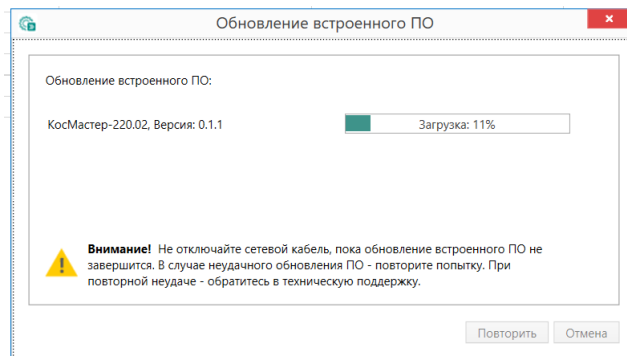 Обновление встроенного ПО
Обновление встроенного ПО:
КосМастер-220.02, Версия: 0.1.1
Загрузка: 11%
Внимание! Не отключайте сетевой кабель, пока обновление встроенного ПО не
завершится. В случае неудачного обновления ПО - повторите попытку. При
повторной неудаче - обратитесь в техническую поддержку.
Повторить
Отмена